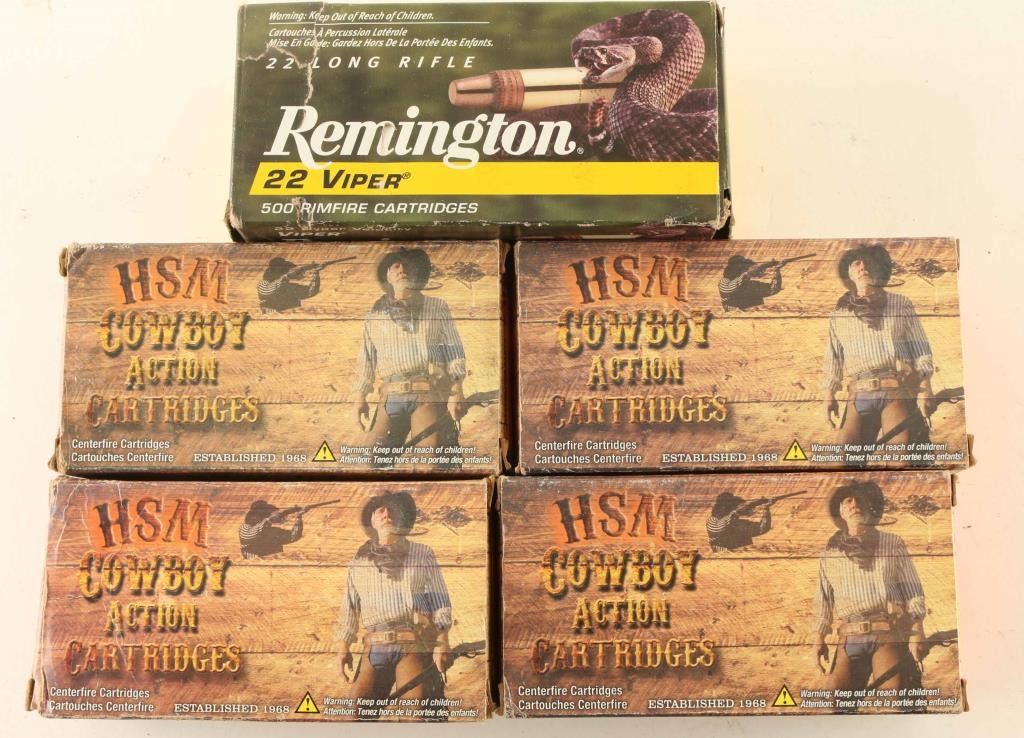 Warning: Keep Out of Reach of Children.
Cartouches À Percussion Latérale
Mise En Garde: Gardez Hors De La Portée Des Enfants.
22 LONG RIFLE
Remington®
22 VIPER®
500 RIMFIRE CARTRIDGES
VIPER
HSM
COWBOY
ACTION
CARTRIDGES
Centerfire Cartridges
Cartouches Centerfire
ESTABLISHED 1968
Warning: Keep out of reach of children!
Attention: Tenez hors de la portée des enfants!
HSM
COWBOY
ACTION
CARTRIDGES
Centerfire Cartridges
Cartouches Centerfire
ESTABLISHED 1968
Warning: Keep out of reach of children!
Attention: Tenez hors de la portée des enfants!
HSM
COWBOY
ACTION
CARTRIDGES
Centerfire Cartridges
Cartouches Centerfire
ESTABLISHED 1968
Warning: Keep out of reach of children!
Attention: Tenez hors de la portée des enfants!
HSM
COWBOY
ACTION
CARTRIDGES
Centerfire Cartridges
Cartouches Centerfire
ESTABLISHED 1968
Warning: Keep out of reach of children!
Attention: Tenez hors de la portée des enfants!